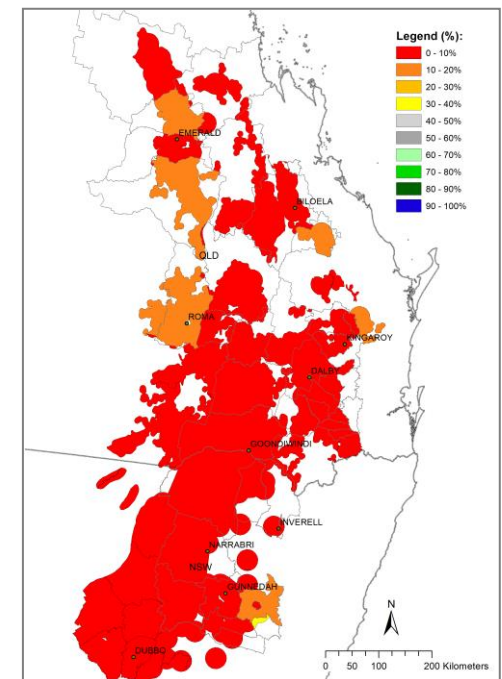 Legend (%):
0 - 10%
10 - 20%
20 - 30%
30 - 40%
40 - 50%
50 - 60%
60 - 70%
70 - 80%
80 - 90%
90 - 100%
EMERALD
BILOELA
QLD
ROMA
KINGAROY
DALBY
GOONDIWINDI
INVERELL
NARRABRI
NSW
GUNNEDAH
DUBBO
N
0 50 100 200 Kilometers